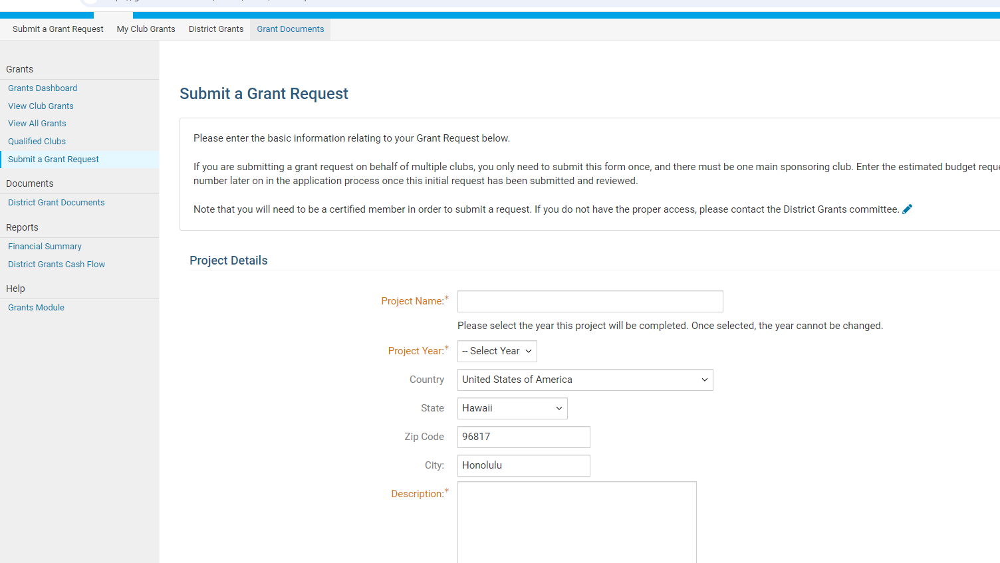 Submit a Grant Request My Club Grants District Grants Grant Documents
Grants
Grants Dashboard
View Club Grants
View All Grants
Qualified Clubs
Submit a Grant Request
Documents
District Grant Documents
Reports
Financial Summary
District Grants Cash Flow
Help
Grants Module
Submit a Grant Request
Please enter the basic information relating to your Grant Request below.
If you are submitting a grant request on behalf of multiple clubs, you only need to submit this form once, and there must be one main sponsoring club. Enter the estimated budget
number later on in the application process once this initial request has been submitted and reviewed.
Note that you will need to be a certified member in order to submit a request. If you do not have the proper access, please contact the District Grants committee.
Project Details
Project Name:*
Please select the year this project will be completed. Once selected, the year cannot be changed.
Project Year:* -- Select Year
Country United States of America
State Hawaii
Zip Code 96817
City: Honolulu
Description:*